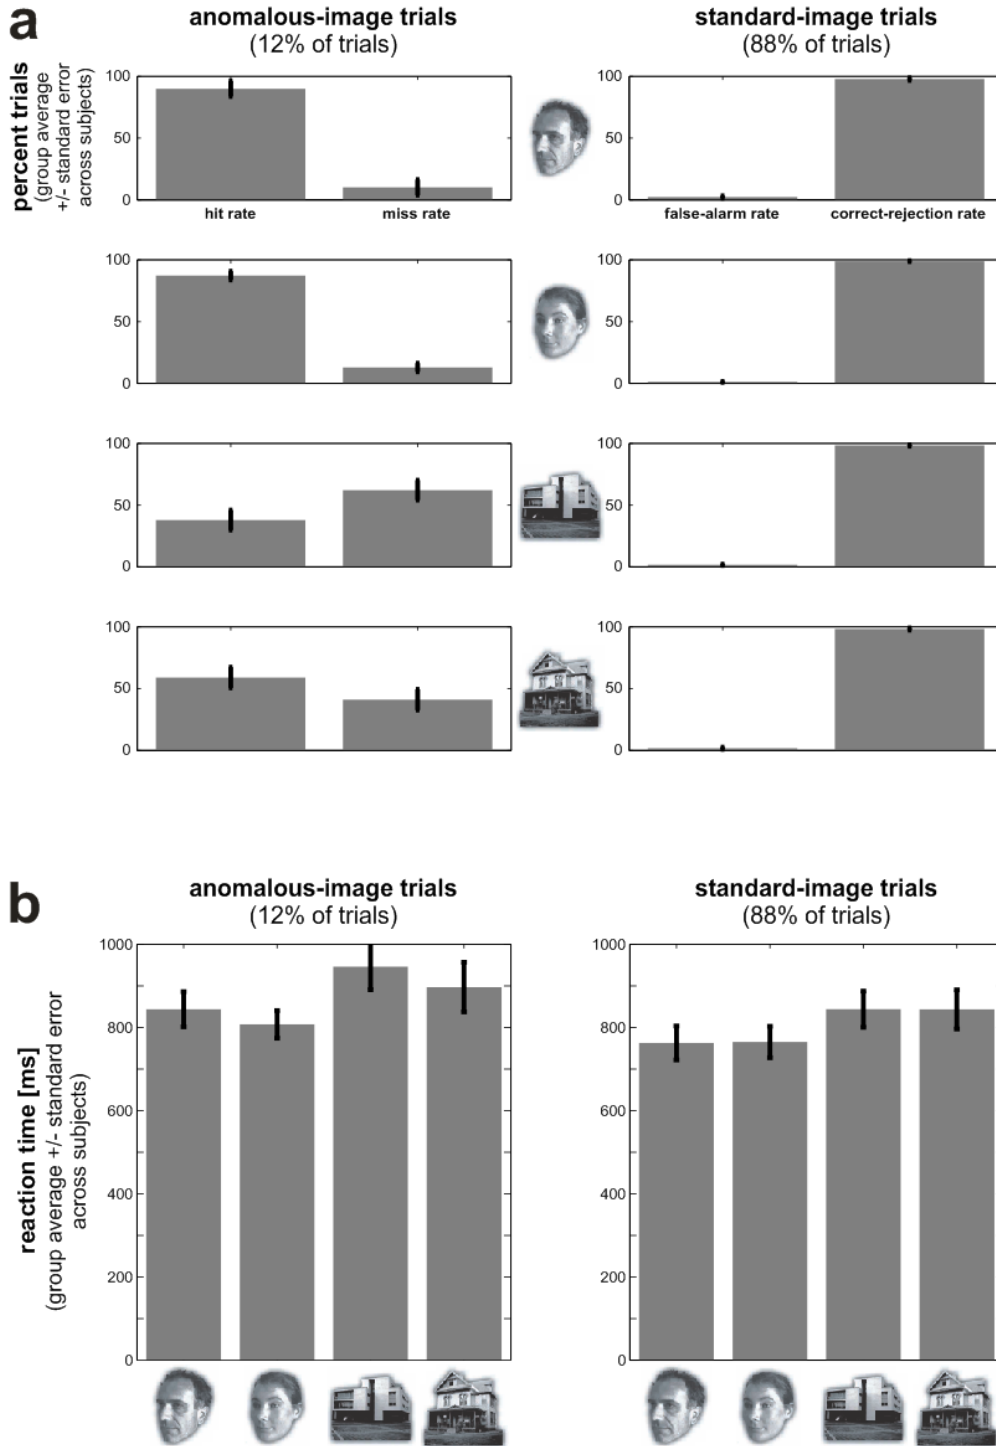 a
anomalous-image trials
(12% of trials)
standard-image trials
(88% of trials)
percent trials
(group average
+/- standard error
across subjects)
100
50
0
hit rate
miss rate
false-alarm rate
correct-rejection rate
100
50
0
100
50
0
100
50
0
100
50
0
100
50
0
100
50
0
100
50
0
b
anomalous-image trials
(12% of trials)
standard-image trials
(88% of trials)
reaction time [ms]
(group average +/- standard error
across subjects)
1000
800
600
400
200
0
1000
800
600
400
200
0